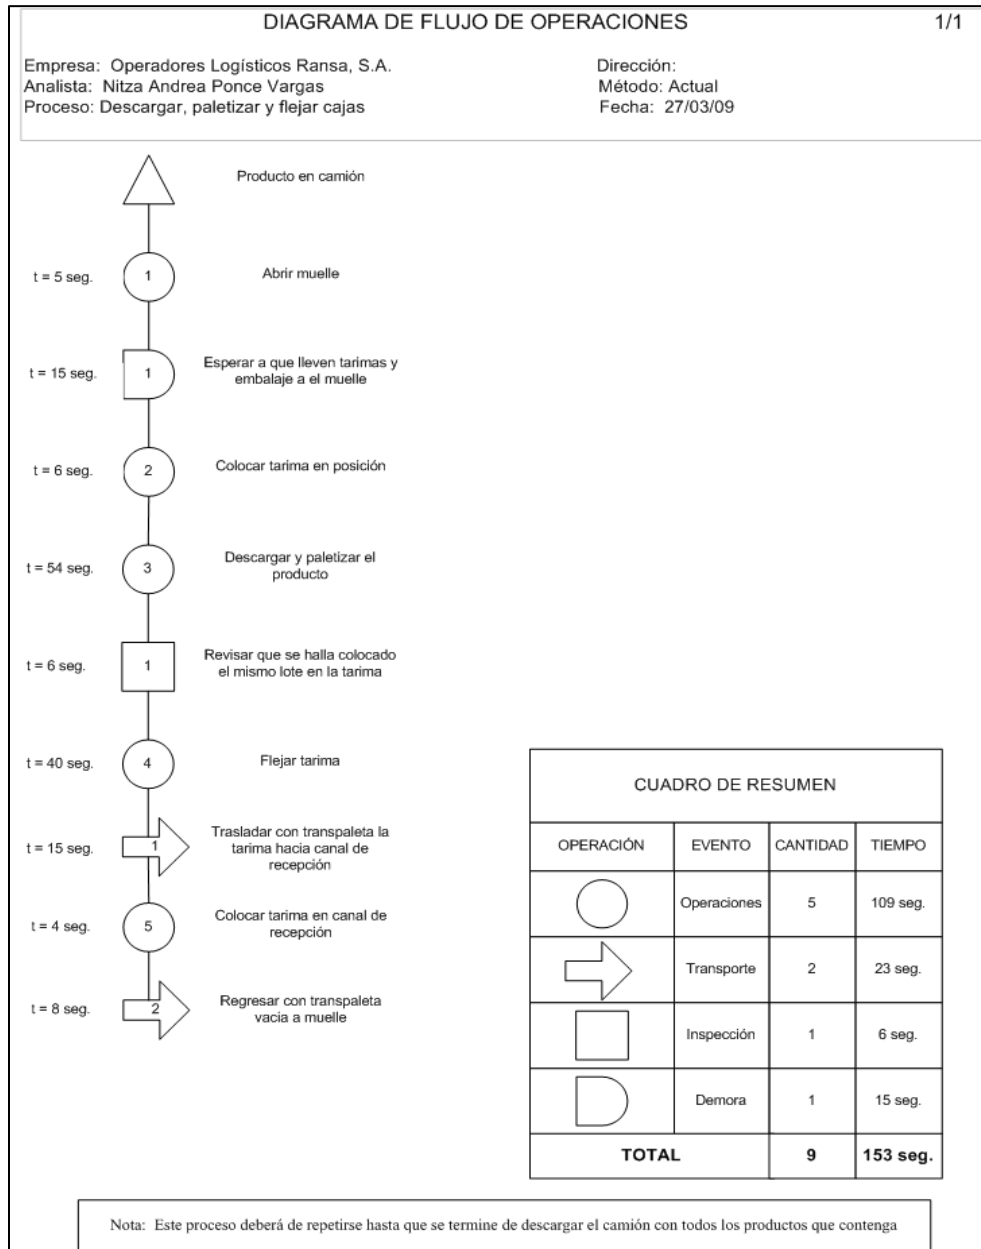 DIAGRAMA DE FLUJO DE OPERACIONES 1/1
Empresa: Operadores Logísticos Ransa, S.A. Dirección:
Analista: Nitza Andrea Ponce Vargas Método: Actual
Proceso: Descargar, paletizar y flejar cajas Fecha: 27/03/09
Producto en camión
t = 5 seg. 1 Abrir muelle
t = 15 seg. 1 Esperar a que lleven tarimas y
embalaje a el muelle
t = 6 seg. 2 Colocar tarima en posición
t = 54 seg. 3 Descargar y paletizar el
producto
t = 6 seg. 1 Revisar que se halla colocado
el mismo lote en la tarima
t = 40 seg. 4 Flejar tarima
t = 15 seg. 1 Trasladar con transpaleta la
tarima hacia canal de
recepción
t = 4 seg. 5 Colocar tarima en canal de
recepción
t = 8 seg. 2 Regresar con transpaleta
vacia a muelle
CUADRO DE RESUMEN
OPERACIÓN EVENTO CANTIDAD TIEMPO
Operaciones 5 109 seg.
Transporte 2 23 seg.
Inspección 1 6 seg.
Demora 1 15 seg.
TOTAL 9 153 seg.
Nota: Este proceso deberá de repetirse hasta que se termine de descargar el camión con todos los productos que contenga